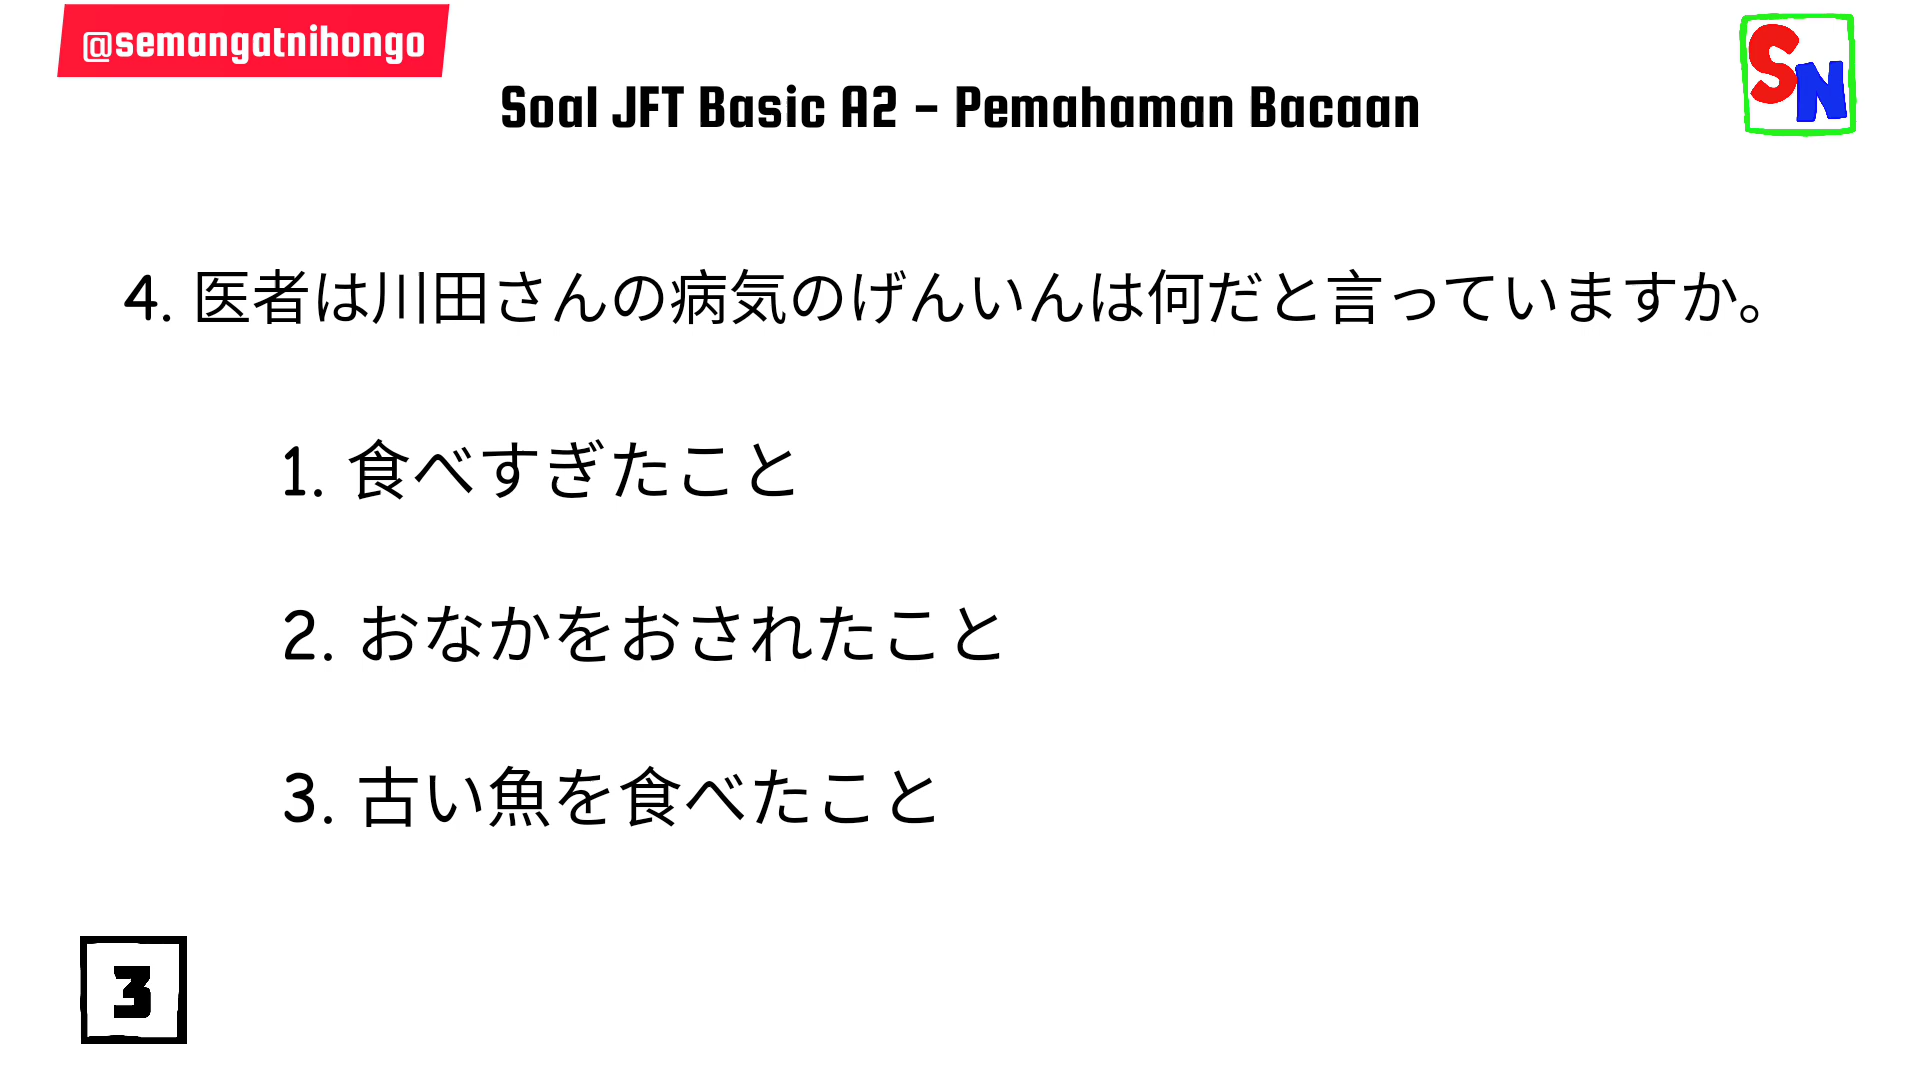 @semangatnihongo
SN
Soal JFT Basic A2 - Pemahaman Bacaan
4. 医者は川田さんの病気のげんいんは何だと言っていますか。
1. 食べすぎたこと
2. おなかをおされたこと
3. 古い魚を食べたこと
3